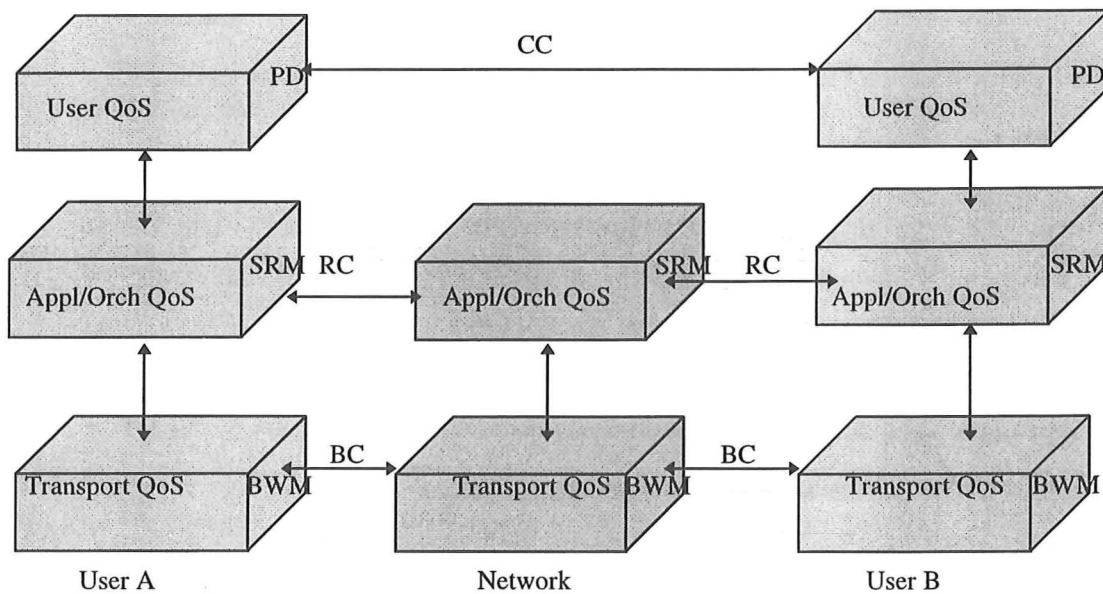 CC
PD
User QoS
PD
User QoS
SRM RC
Appl/Orch QoS
SRM RC
Appl/Orch QoS
SRM
Appl/Orch QoS
BC
Transport QoS BWM
BC
Transport QoS BWM
Transport QoS BWM
User A
Network
User B